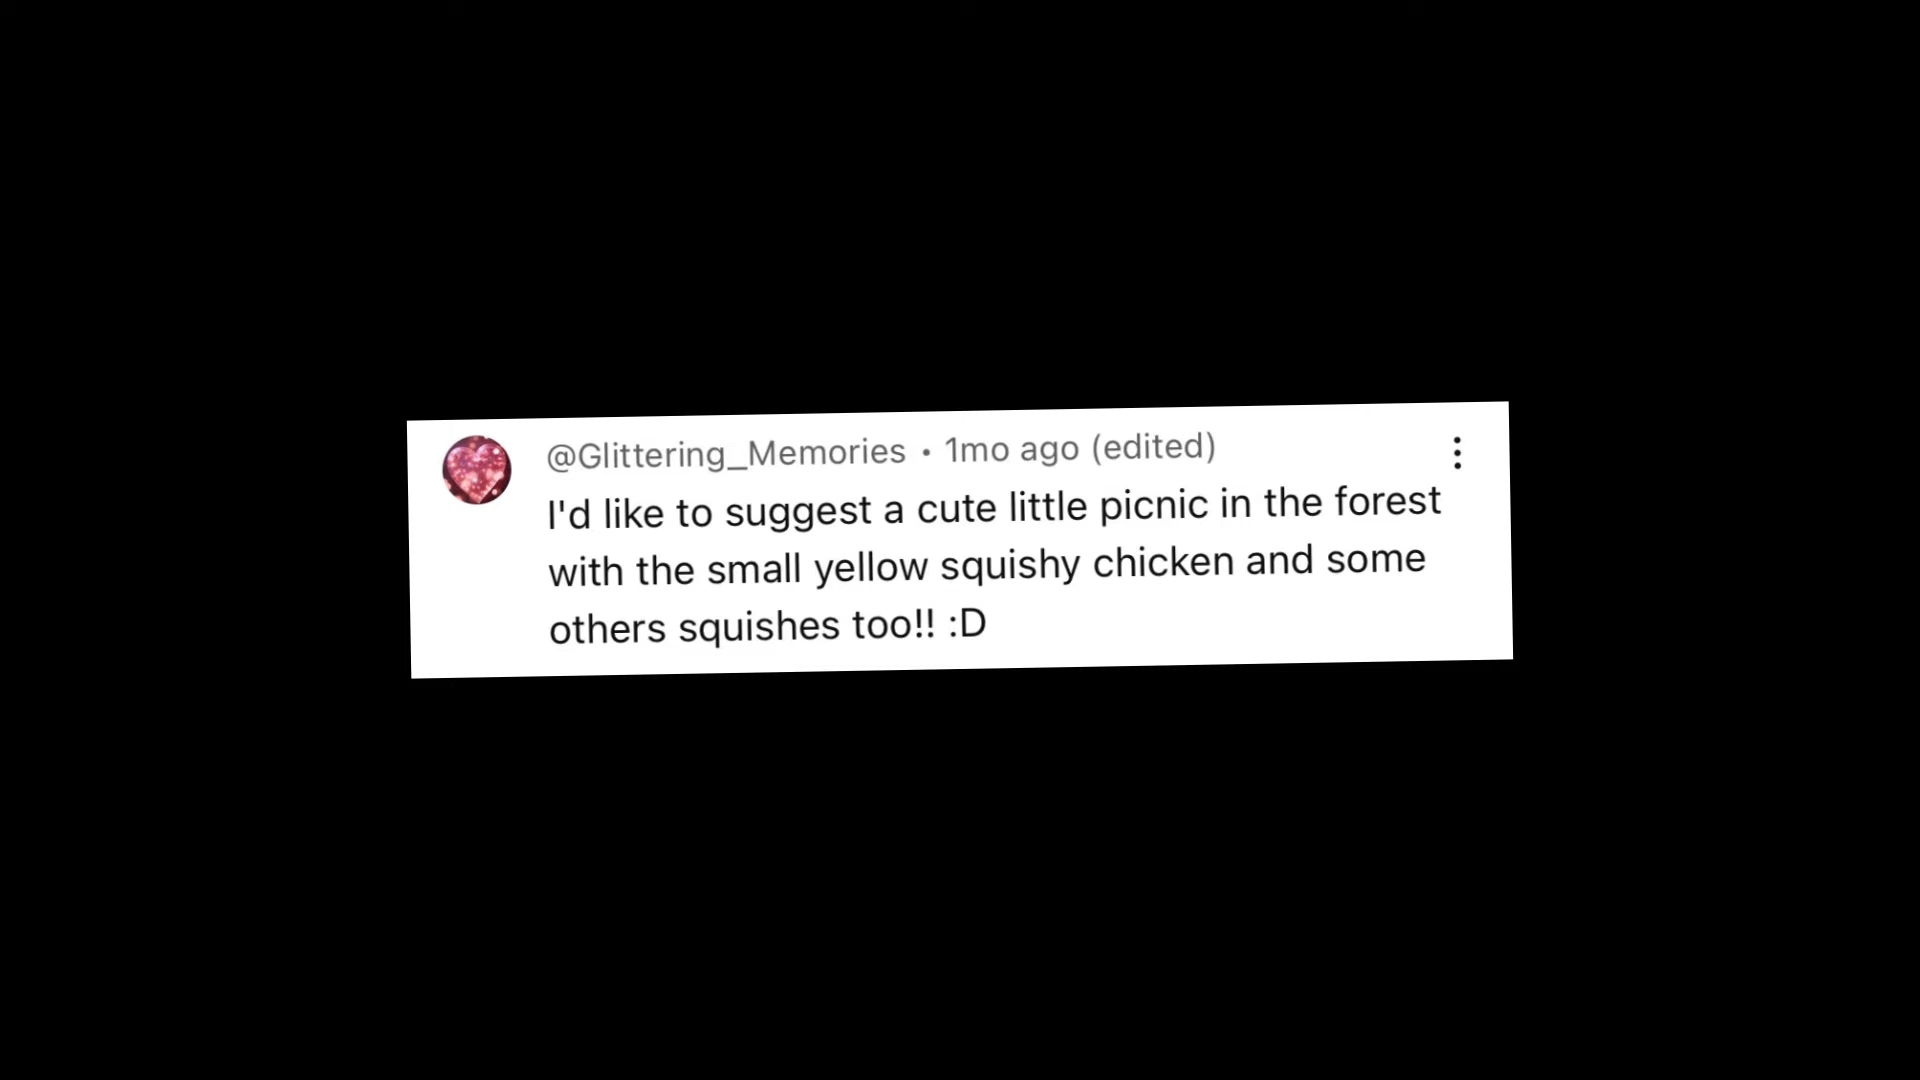 @Glittering_Memories • 1mo ago (edited)
I'd like to suggest a cute little picnic in the forest
with the small yellow squishy chicken and some
others squishes too!! :D